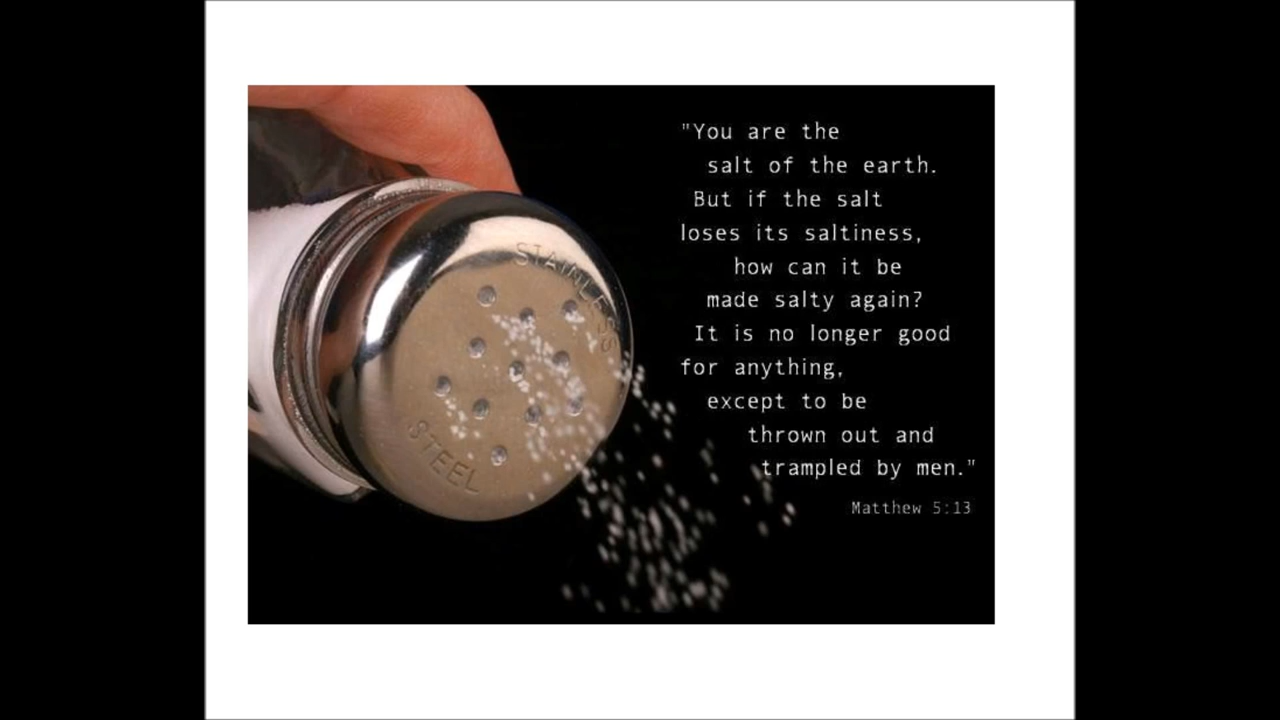 STAINLESS
STEEL
"You are the
salt of the earth.
But if the salt
loses its saltiness,
how can it be
made salty again?
It is no longer good
for anything,
except to be
thrown out and
trampled by men."
Matthew 5:13